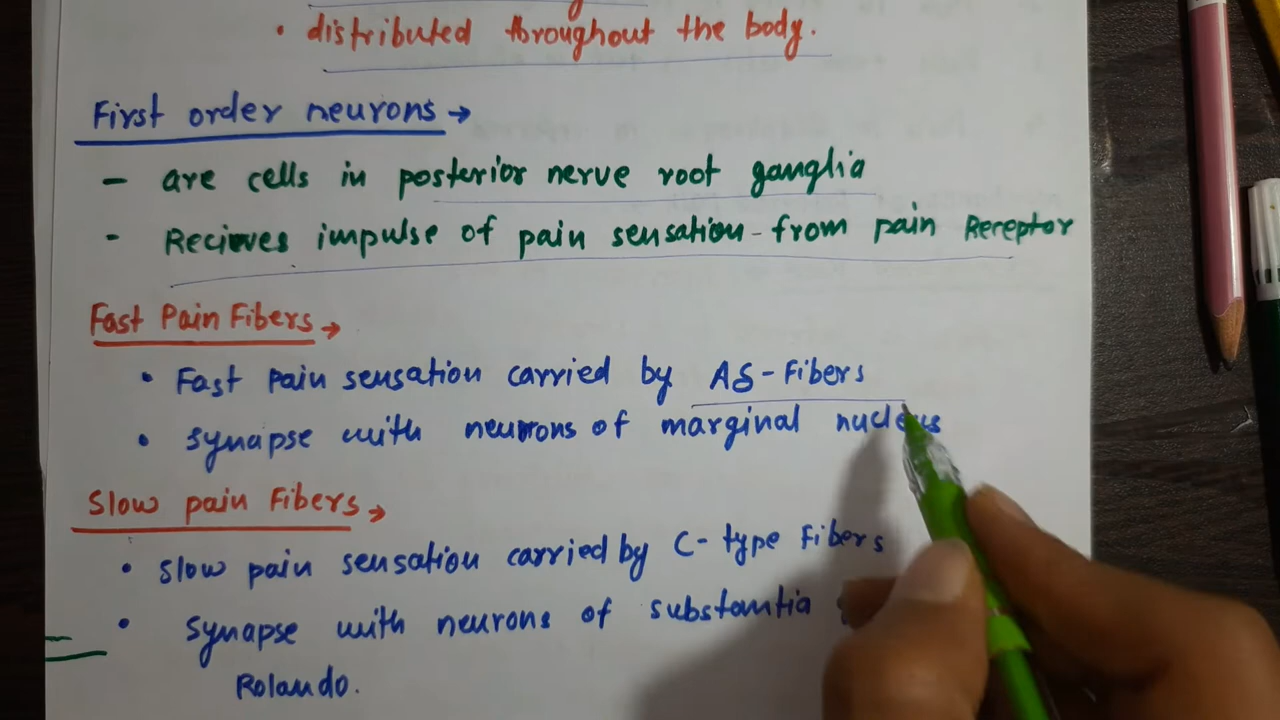 • distributed throughout the body.
First order neurons →
- are cells in posterior nerve root ganglia
- Recieves impulse of pain sensation from pain Receptor
Fast Pain Fibers →
• Fast pain sensation carried by Aδ-Fibers
• synapse with neurons of marginal nucleus
Slow pain Fibers →
• slow pain sensation carried by C-type Fibers
• synapse with neurons of substantia
Rolando.